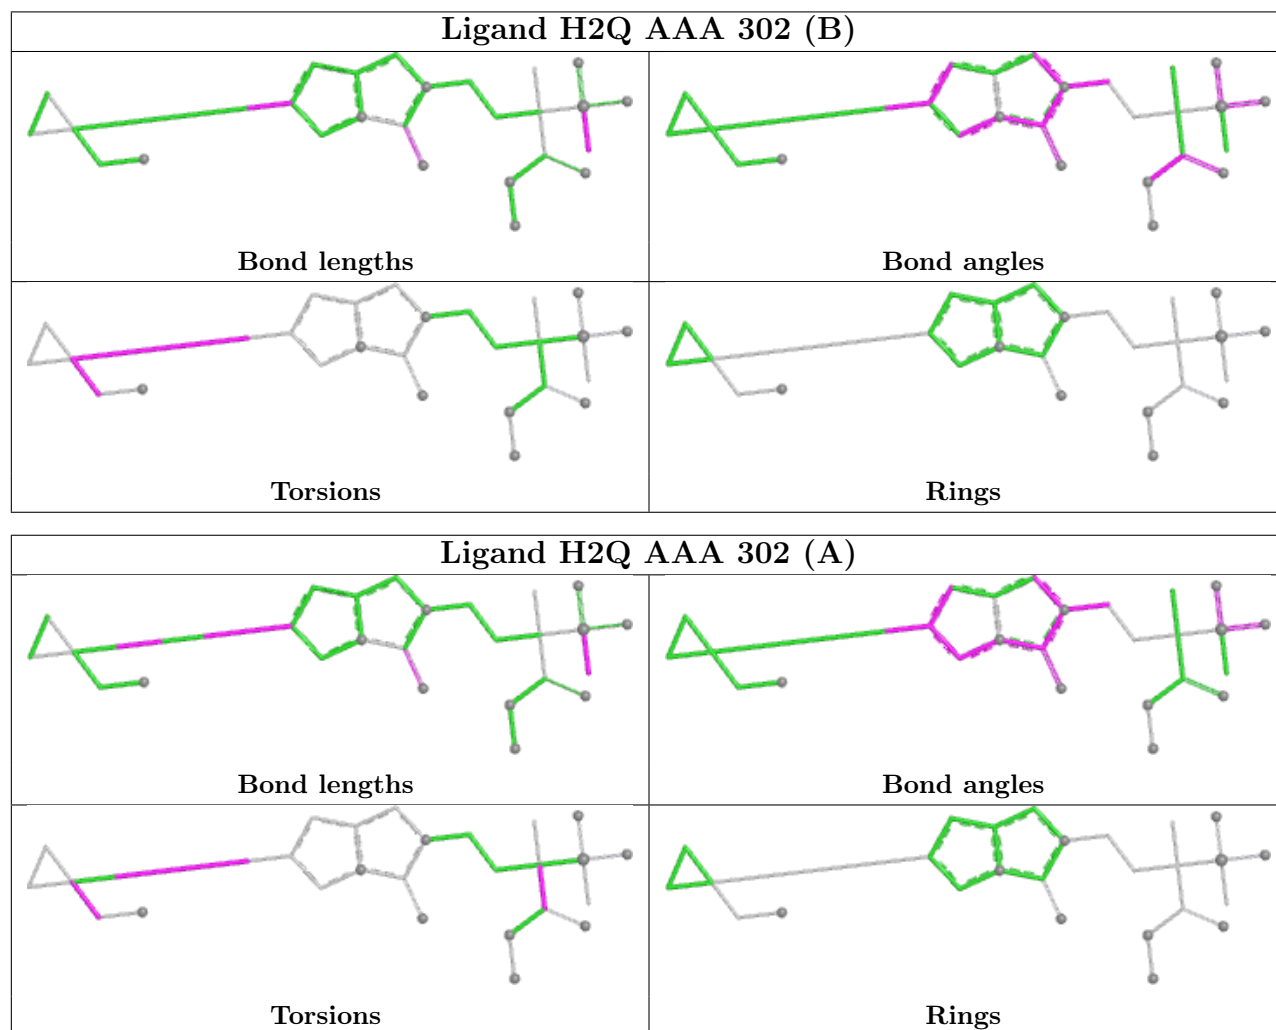 Ligand H2Q AAA 302 (B)
Bond lengths
Bond angles
Torsions
Rings
Ligand H2Q AAA 302 (A)
Bond lengths
Bond angles
Torsions
Rings